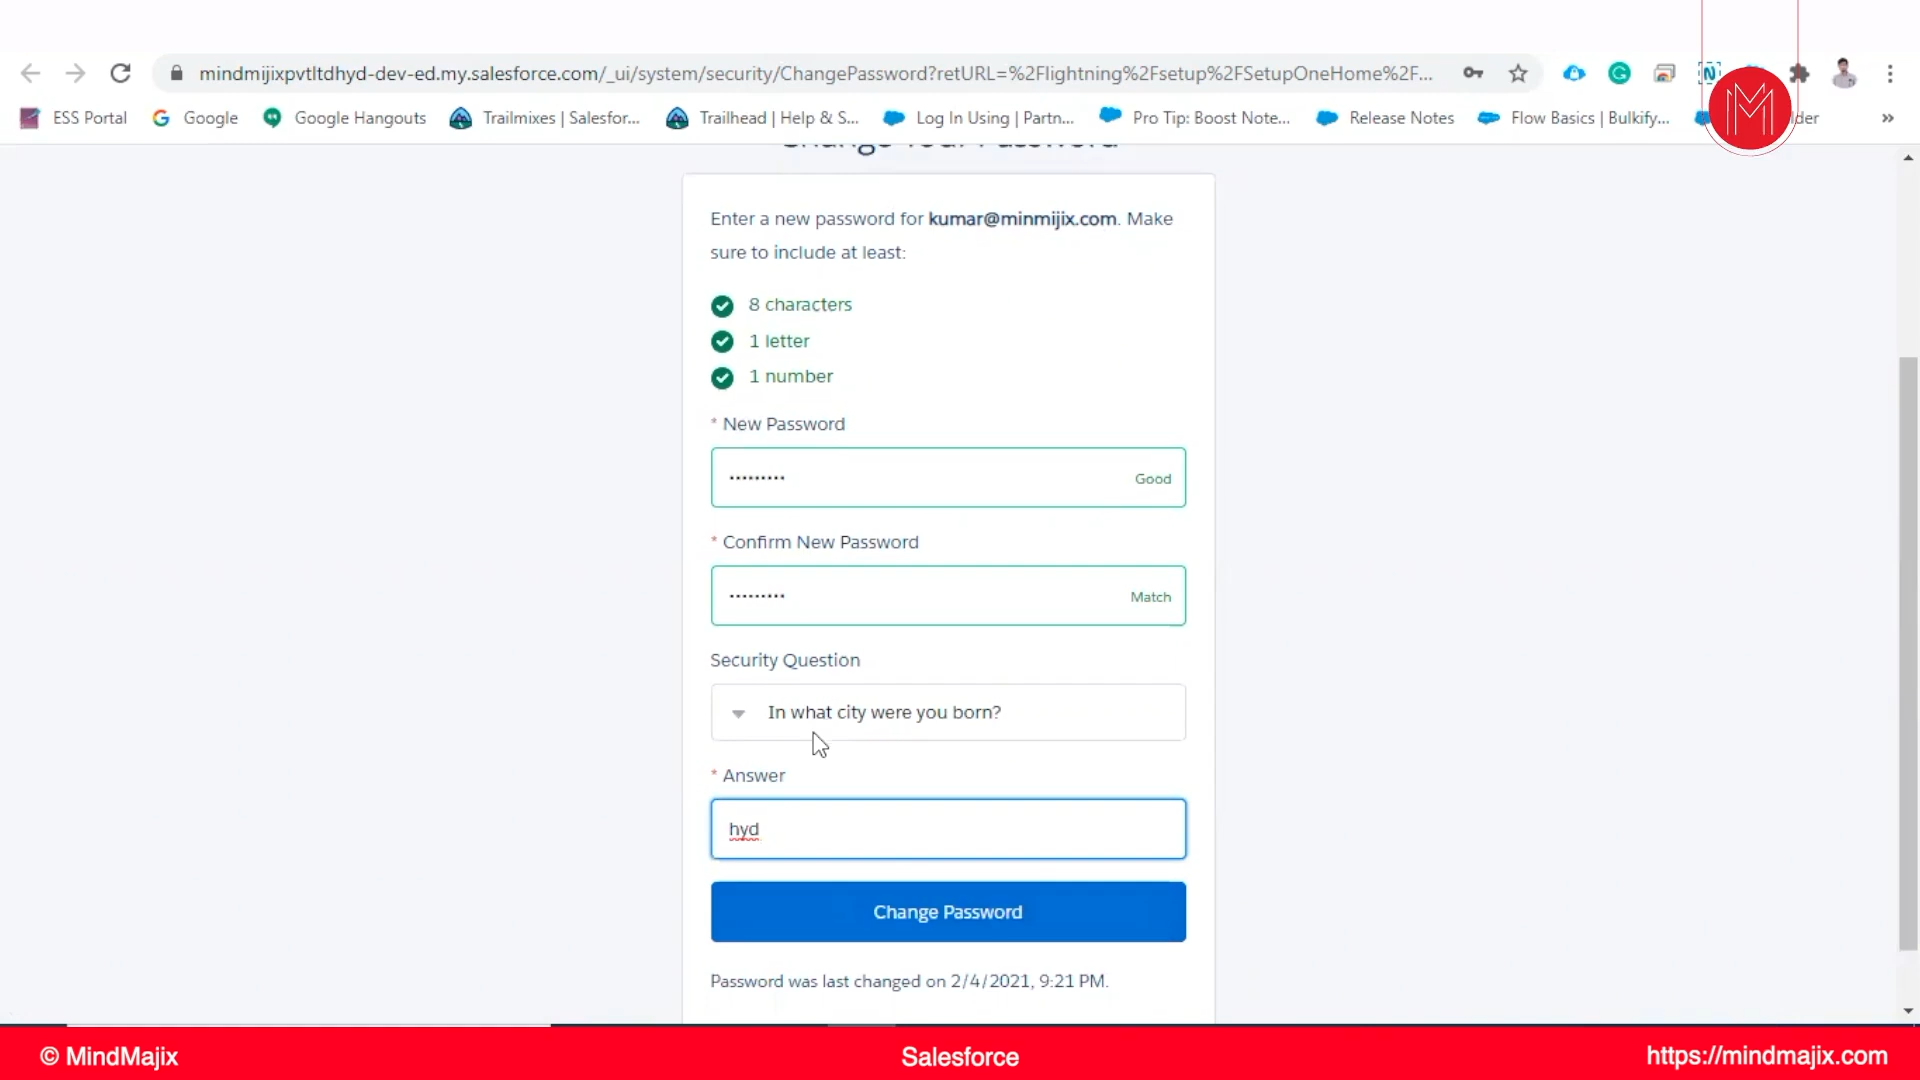 mindmijixpvtltdhyd-dev-ed.my.salesforce.com/_ui/system/security/ChangePassword?retURL=%2Flightning%2Fsetup%2FSetupOneHome%2F...
ESS Portal
Google
Google Hangouts
Trailmixes | Salesfor...
Trailhead | Help & S...
Log In Using | Partn...
Pro Tip: Boost Note...
Release Notes
Flow Basics | Bulkify...
lder
Change Your Password
Enter a new password for kumar@minmijix.com. Make
sure to include at least:
8 characters
1 letter
1 number
* New Password
Good
* Confirm New Password
Match
Security Question
In what city were you born?
* Answer
hyd
Change Password
Password was last changed on 2/4/2021, 9:21 PM.
© MindMajix
Salesforce
https://mindmajix.com